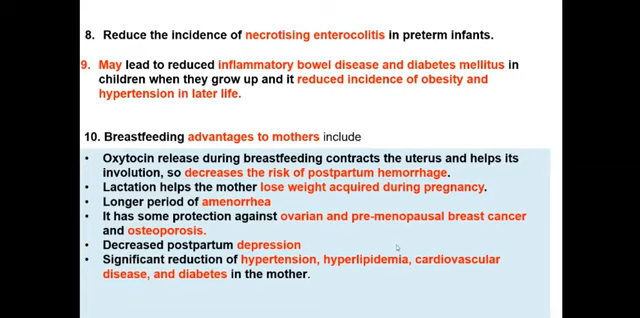 8. Reduce the incidence of necrotising enterocolitis in preterm infants.
9. May lead to reduced inflammatory bowel disease and diabetes mellitus in
children when they grow up and it reduced incidence of obesity and
hypertension in later life.
10. Breastfeeding advantages to mothers include
• Oxytocin release during breastfeeding contracts the uterus and helps its
involution, so decreases the risk of postpartum hemorrhage.
• Lactation helps the mother lose weight acquired during pregnancy.
• Longer period of amenorrhea
• It has some protection against ovarian and pre-menopausal breast cancer
and osteoporosis.
• Decreased postpartum depression
• Significant reduction of hypertension, hyperlipidemia, cardiovascular
disease, and diabetes in the mother.